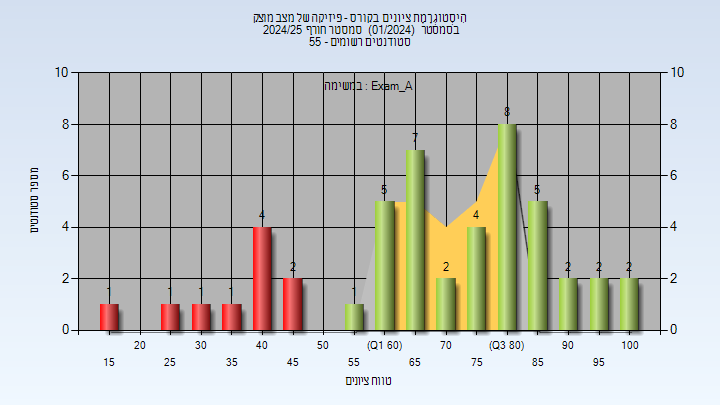 היסטוגרמת ציונים בקורס - פיזיקה של מצב מוצק
בסמסטר (01/2024) סמסטר חורף 2024/25
סטודנטים רשומים - 55
במשימה : Exam_A
מספר סטודנטים
10 10
8 8
6 6
4 4
2 2
0 0
1 1 1 1 4 2 1 5 7 2 4 8 5 2 2 2
20 30 40 50 (Q1 60) 70 (Q3 80) 90 100
15 25 35 45 55 65 75 85 95
טווח ציונים